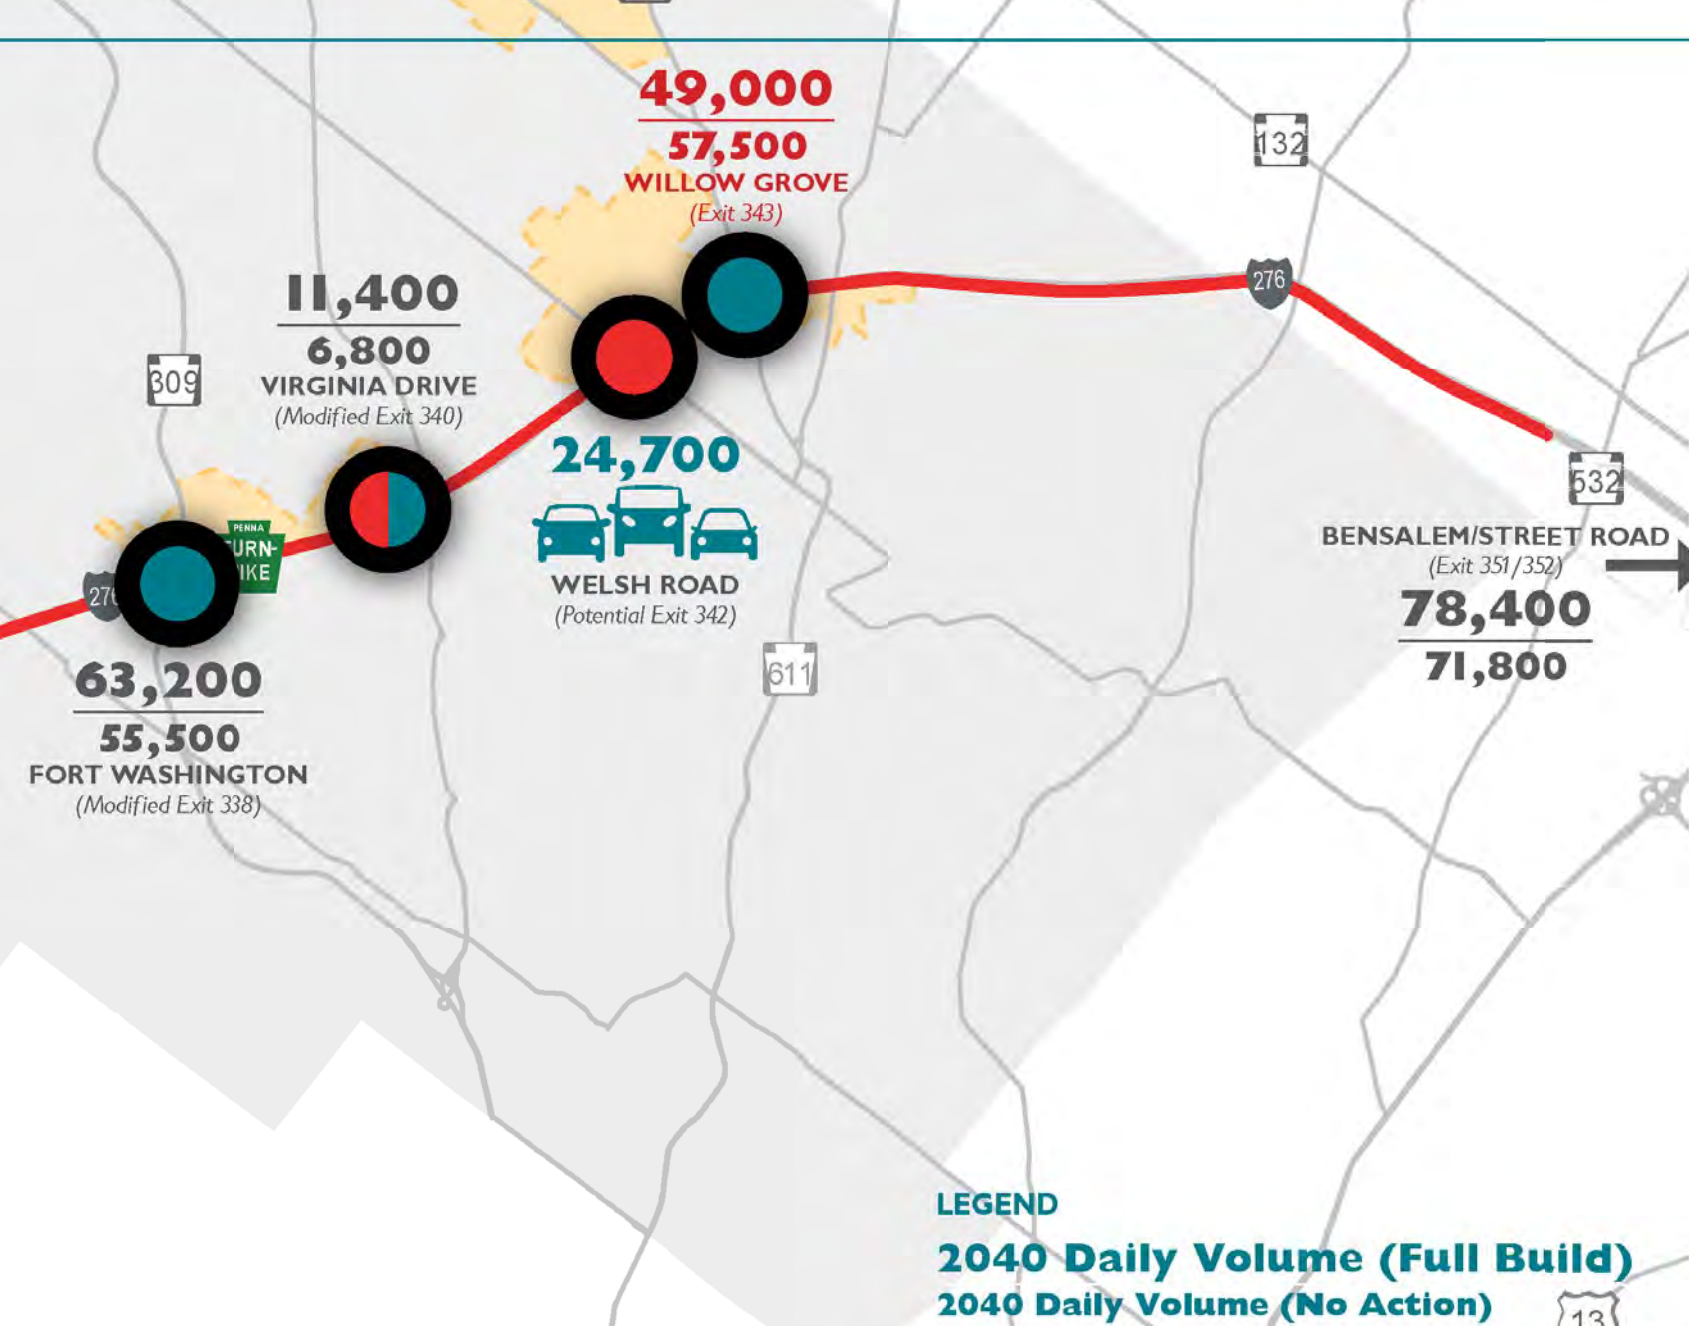 49,000
57,500
WILLOW GROVE
(Exit 343)
132
11,400
6,800
VIRGINIA DRIVE
(Modified Exit 340)
276
309
24,700
WELSH ROAD
(Potential Exit 342)
532
BENSALEM/STREET ROAD
(Exit 351/352)
78,400
71,800
PENNA
276
611
63,200
55,500
FORT WASHINGTON
(Modified Exit 338)
LEGEND
2040 Daily Volume (Full Build)
2040 Daily Volume (No Action)
13